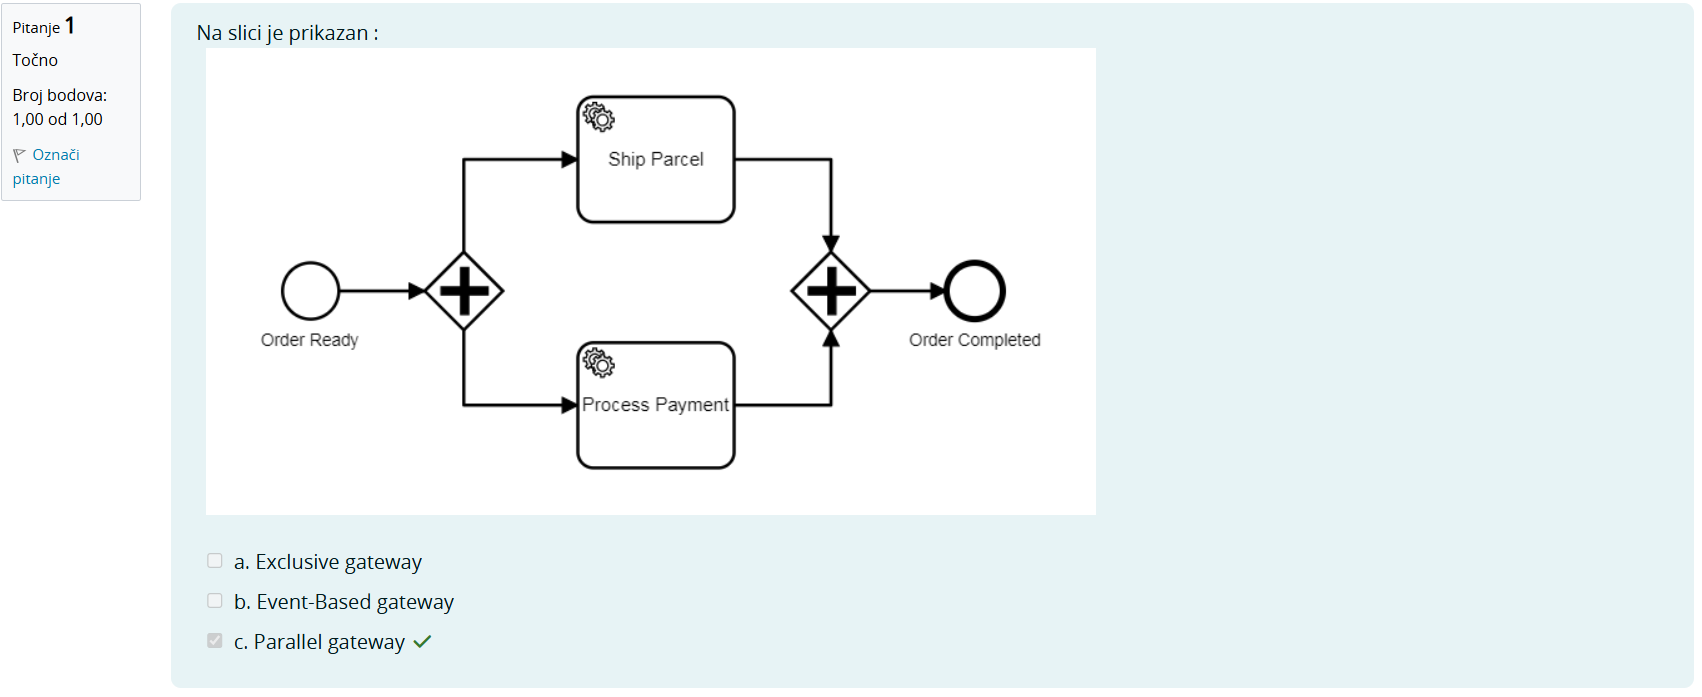 Pitanje 1
Točno
Broj bodova:
1,00 od 1,00
Označi
pitanje
Na slici je prikazan :
Ship Parcel
Order Ready
Order Completed
Process Payment
a. Exclusive gateway
b. Event-Based gateway
c. Parallel gateway